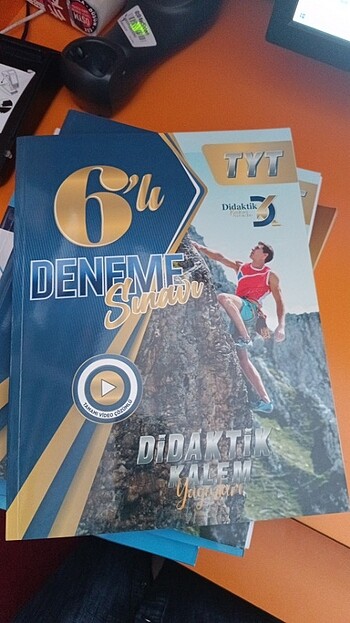 TYT
6'lı
Didaktik
DENEME
Sınavı
TAMAMI VIDEO ÇÖZÜMLÜ
DİDAKTİK
KALEM
Yayınları